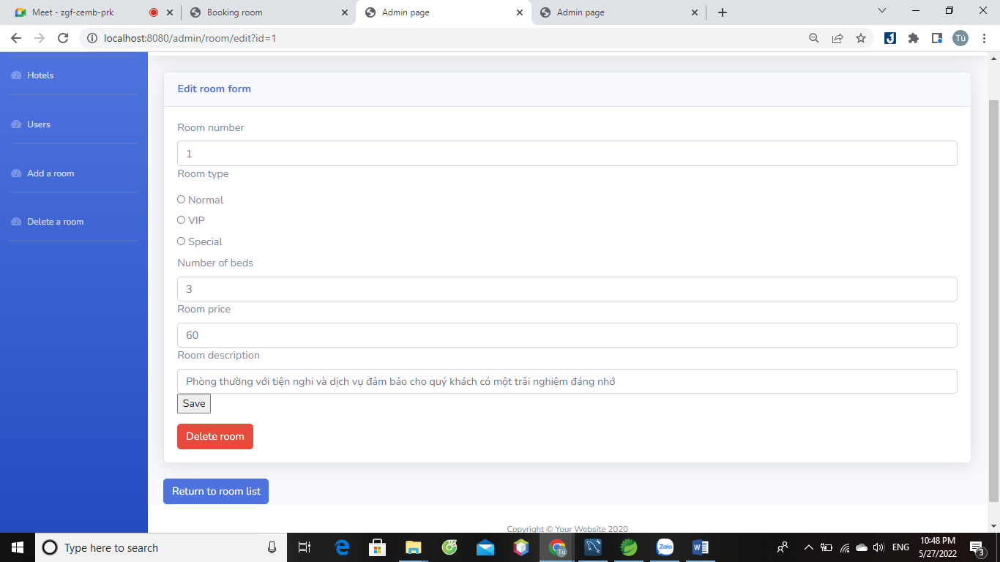 Meet - zgf-cemb-prk
Booking room
Admin page
Admin page
localhost:8080/admin/room/edit?id=1
Tú
Hotels
Users
Add a room
Delete a room
Edit room form
Room number
1
Room type
Normal
VIP
Special
Number of beds
3
Room price
60
Room description
Phòng thường với tiện nghi và dịch vụ đảm bảo cho quý khách có một trải nghiệm đáng nhớ
Save
Delete room
Return to room list
Copyright © Your Website 2020
Type here to search
Tú
Zalo
ENG
10:48 PM
5/27/2022
3